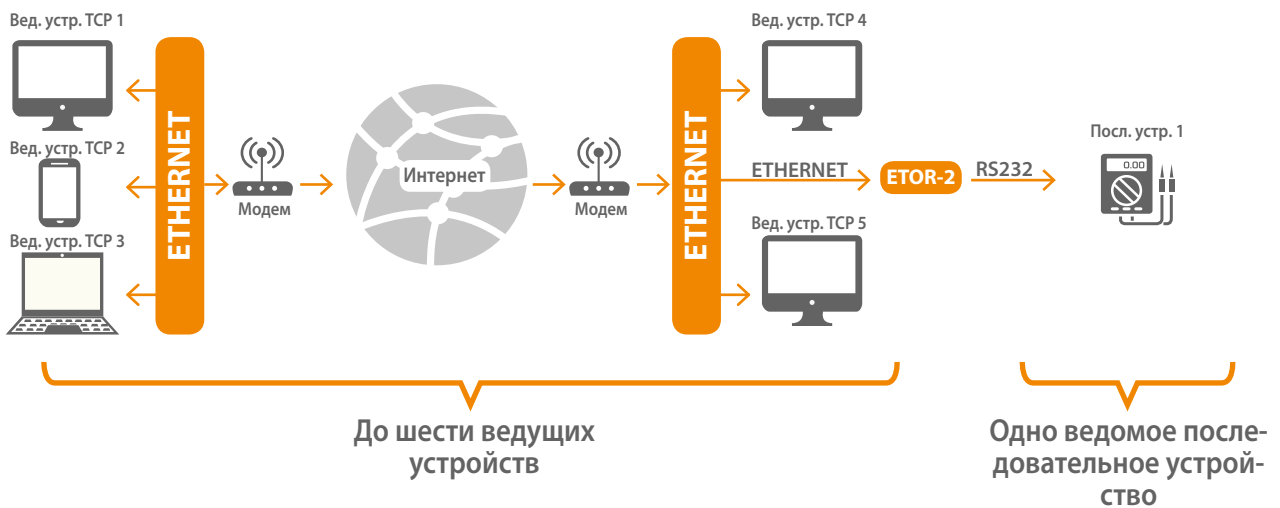 Вед. устр. TCP 1
Вед. устр. TCP 2
Вед. устр. TCP 3
ETHERNET
Модем
Интернет
Модем
ETHERNET
Вед. устр. TCP 4
Вед. устр. TCP 5
ETHERNET
ETOR-2
RS232
Посл. устр. 1
0.00
До шести ведущих
устройств
Одно ведомое после-
довательное устрой-
ство